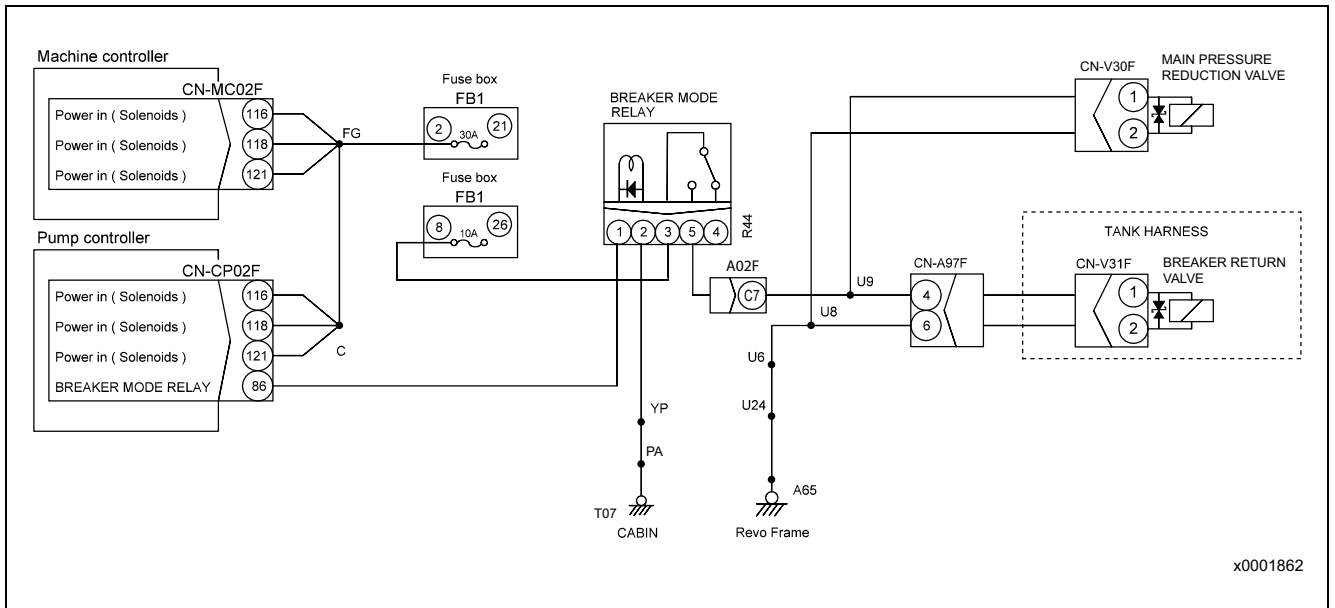 Machine controller
CN-MC02F
Power in ( Solenoids )
116
Power in ( Solenoids )
118
Power in ( Solenoids )
121
FG
Fuse box
FB1
2
30A
21
Fuse box
FB1
8
10A
26
Pump controller
CN-CP02F
Power in ( Solenoids )
116
Power in ( Solenoids )
118
Power in ( Solenoids )
121
BREAKER MODE RELAY
86
C
BREAKER MODE
RELAY
1
2
3
5
4
R44
YP
PA
T07
CABIN
A02F
C7
U9
U8
U6
U24
A65
Revo Frame
CN-V30F
1
2
MAIN PRESSURE
REDUCTION VALVE
CN-A97F
4
6
TANK HARNESS
CN-V31F
1
2
BREAKER RETURN
VALVE
x0001862